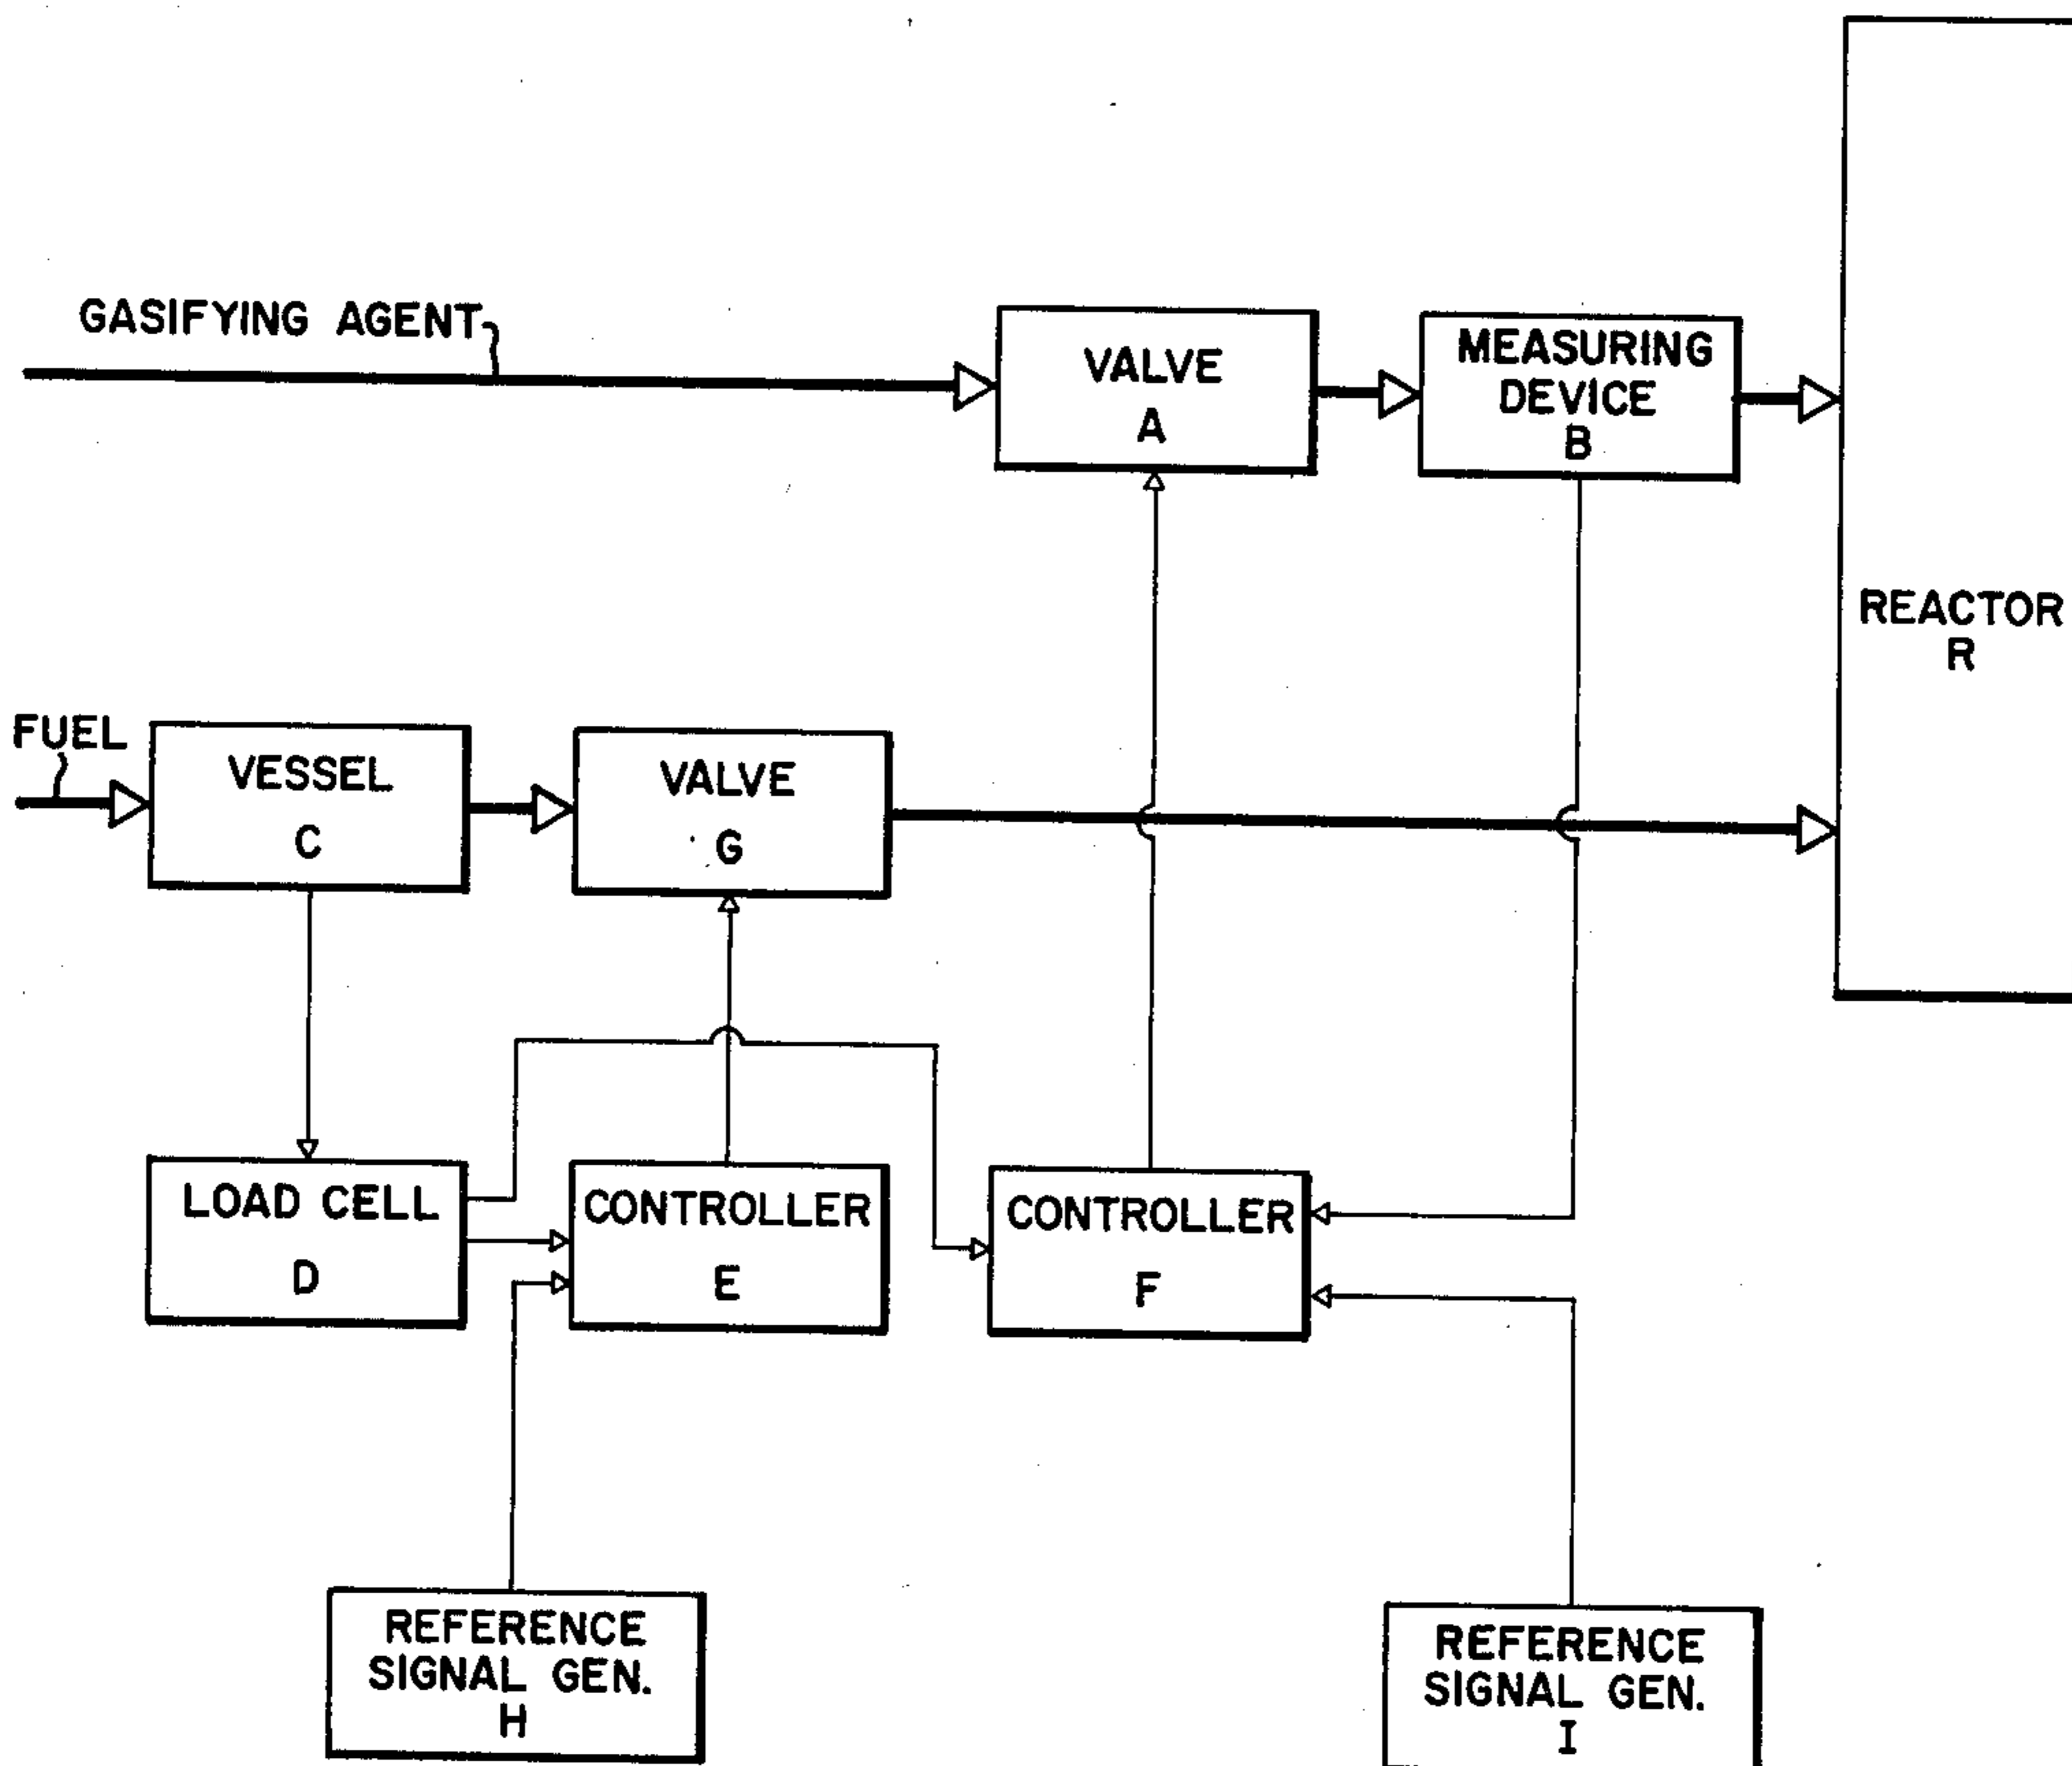 GASIFYING AGENT
VALVE
A
MEASURING
DEVICE
B
REACTOR
R
FUEL
VESSEL
C
VALVE
G
LOAD CELL
D
CONTROLLER
E
CONTROLLER
F
REFERENCE
SIGNAL GEN.
H
REFERENCE
SIGNAL GEN.
I